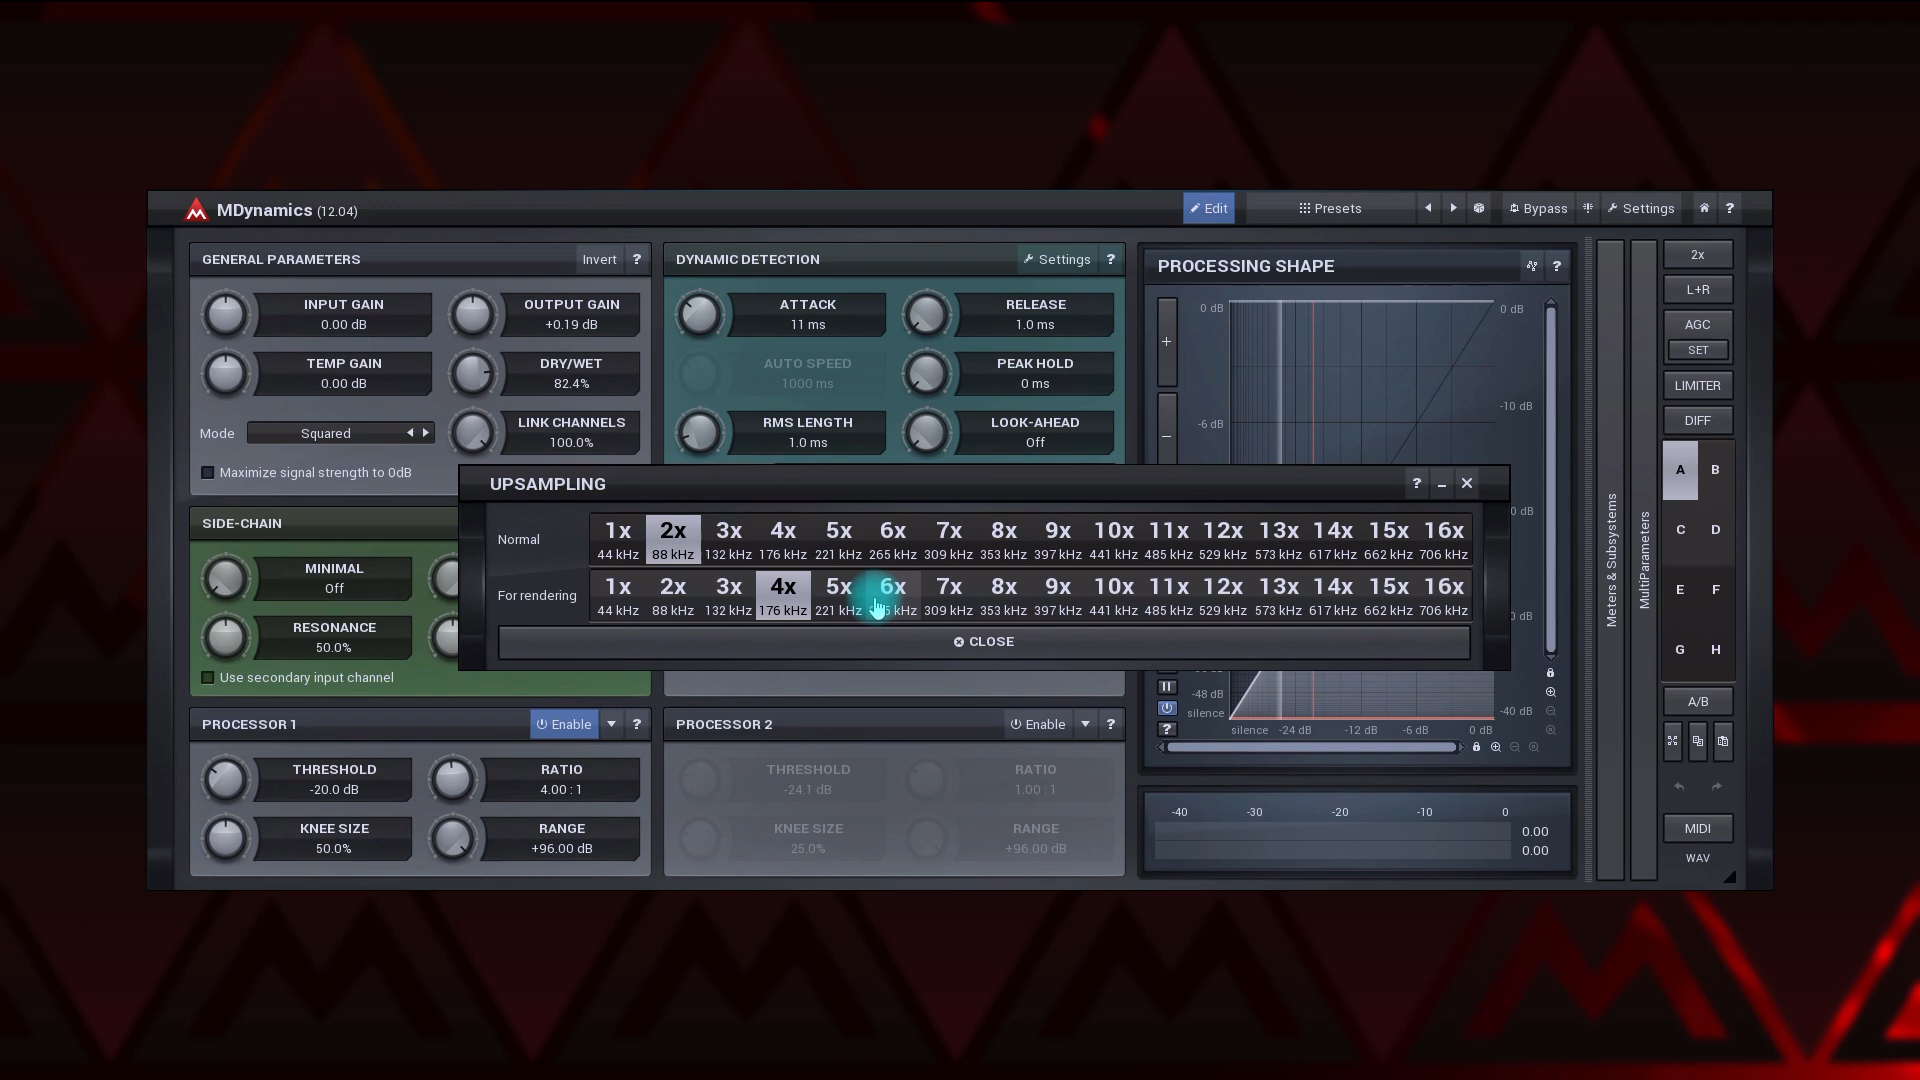 MDynamics (12.04)
Edit
Presets
Bypass
Settings
?
GENERAL PARAMETERS
Invert
?
INPUT GAIN
0.00 dB
OUTPUT GAIN
+0.19 dB
TEMP GAIN
0.00 dB
DRY/WET
82.4%
Mode
Squared
LINK CHANNELS
100.0%
Maximize signal strength to 0dB
DYNAMIC DETECTION
Settings
?
ATTACK
11 ms
RELEASE
1.0 ms
AUTO SPEED
1000 ms
PEAK HOLD
0 ms
RMS LENGTH
1.0 ms
LOOK-AHEAD
Off
PROCESSING SHAPE
?
0 dB
0 dB
+
-10 dB
-6 dB
−
UPSAMPLING
? _ X
Normal
1x 2x 3x 4x 5x 6x 7x 8x 9x 10x 11x 12x 13x 14x 15x 16x
44 kHz 88 kHz 132 kHz 176 kHz 221 kHz 265 kHz 309 kHz 353 kHz 397 kHz 441 kHz 485 kHz 529 kHz 573 kHz 617 kHz 662 kHz 706 kHz
For rendering
1x 2x 3x 4x 5x 6x 7x 8x 9x 10x 11x 12x 13x 14x 15x 16x
44 kHz 88 kHz 132 kHz 176 kHz 221 kHz kHz 309 kHz 353 kHz 397 kHz 441 kHz 485 kHz 529 kHz 573 kHz 617 kHz 662 kHz 706 kHz
CLOSE
0 dB
0 dB
-48 dB
silence
-40 dB
?
silence -24 dB -12 dB -6 dB 0 dB
SIDE-CHAIN
MINIMAL
Off
RESONANCE
50.0%
Use secondary input channel
PROCESSOR 1
Enable
?
THRESHOLD
-20.0 dB
RATIO
4.00 : 1
KNEE SIZE
50.0%
RANGE
+96.00 dB
PROCESSOR 2
Enable
?
THRESHOLD
-24.1 dB
RATIO
1.00 : 1
KNEE SIZE
25.0%
RANGE
+96.00 dB
-40 -30 -20 -10 0
0.00
0.00
Meters & Subsystems
MultiParameters
2x
L+R
AGC
SET
LIMITER
DIFF
A B
C D
E F
G H
A/B
MIDI
WAV